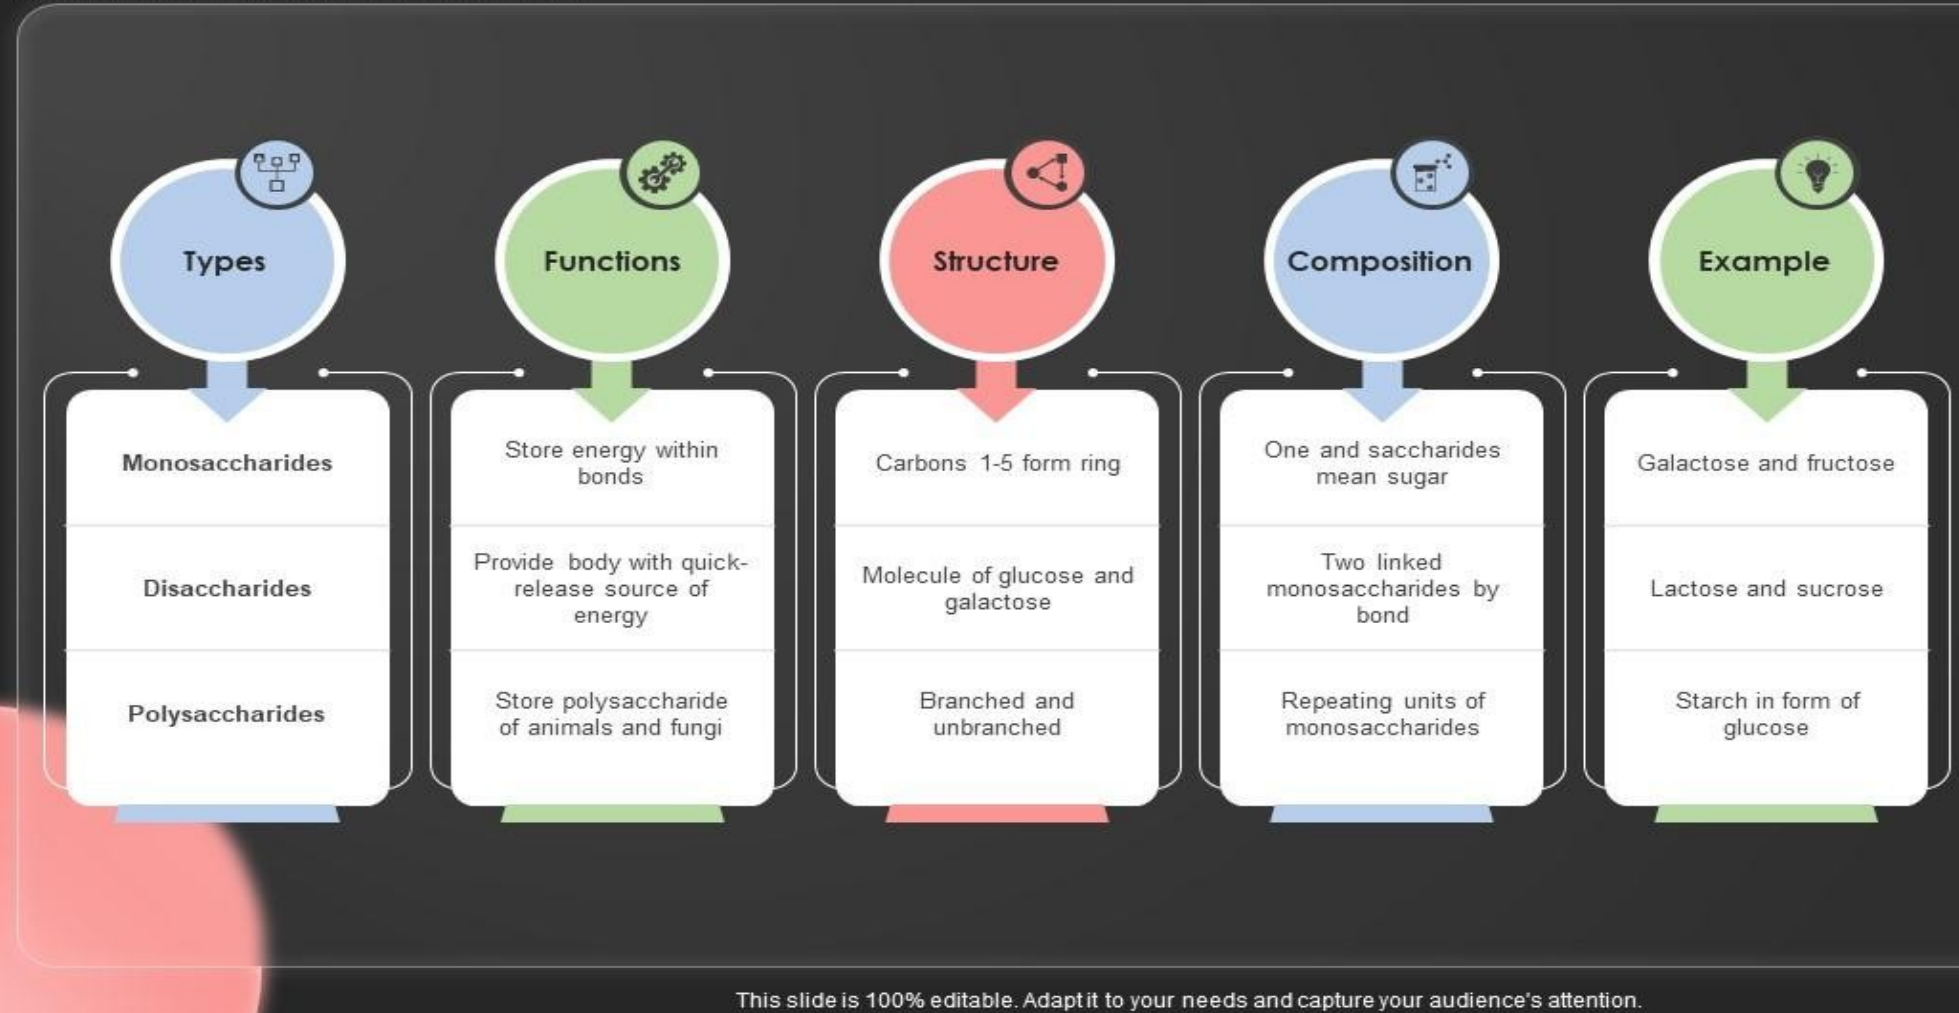 Types
Functions
Structure
Composition
Example
Monosaccharides
Store energy within
bonds
Carbons 1-5 form ring
One and saccharides
mean sugar
Galactose and fructose
Disaccharides
Provide body with quick-
release source of
energy
Molecule of glucose and
galactose
Two linked
monosaccharides by
bond
Lactose and sucrose
Polysaccharides
Store polysaccharide
of animals and fungi
Branched and
unbranched
Repeating units of
monosaccharides
Starch in form of
glucose
This slide is 100% editable. Adapt it to your needs and capture your audience's attention.